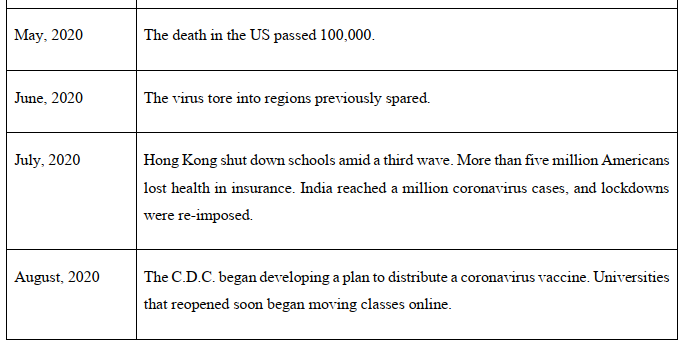 May, 2020
The death in the US passed 100,000.
June, 2020
The virus tore into regions previously spared.
July, 2020
Hong Kong shut down schools amid a third wave. More than five million Americans
lost health in insurance. India reached a million coronavirus cases, and lockdowns
were re-imposed.
August, 2020
The C.D.C. began developing a plan to distribute a coronavirus vaccine. Universities
that reopened soon began moving classes online.